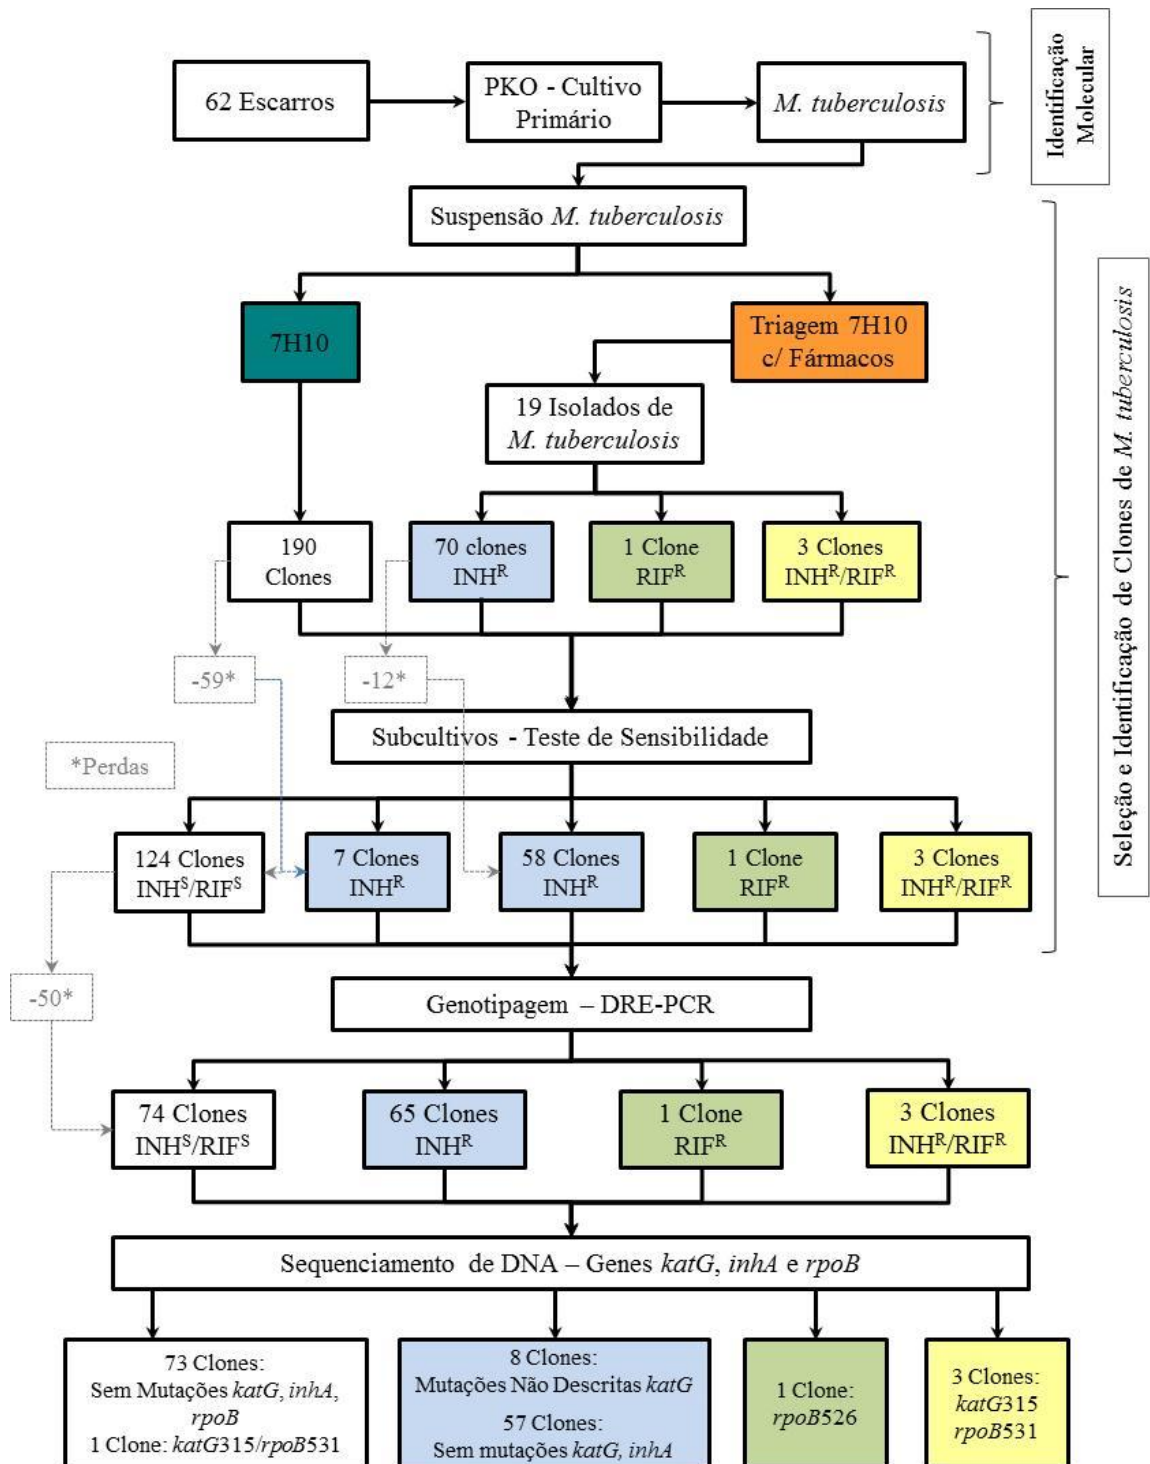 62 Escarros
PKO - Cultivo
Primário
M. tuberculosis
Identificação
Molecular
Suspensão M. tuberculosis
7H10
Triagem 7H10
c/ Fármacos
19 Isolados de
M. tuberculosis
190
Clones
70 clones
INHᴿ
1 Clone
RIFᴿ
3 Clones
INHᴿ/RIFᴿ
Seleção e Identificação de Clones de M. tuberculosis
-59*
-12*
Subcultivos - Teste de Sensibilidade
*Perdas
124 Clones
INHˢ/RIFˢ
7 Clones
INHᴿ
58 Clones
INHᴿ
1 Clone
RIFᴿ
3 Clones
INHᴿ/RIFᴿ
-50*
Genotipagem – DRE-PCR
74 Clones
INHˢ/RIFˢ
65 Clones
INHᴿ
1 Clone
RIFᴿ
3 Clones
INHᴿ/RIFᴿ
Sequenciamento de DNA – Genes katG, inhA e rpoB
73 Clones:
Sem Mutações katG, inhA,
rpoB
1 Clone: katG315/rpoB531
8 Clones:
Mutações Não Descritas katG
57 Clones:
Sem mutações katG, inhA
1 Clone:
rpoB526
3 Clones:
katG315
rpoB531